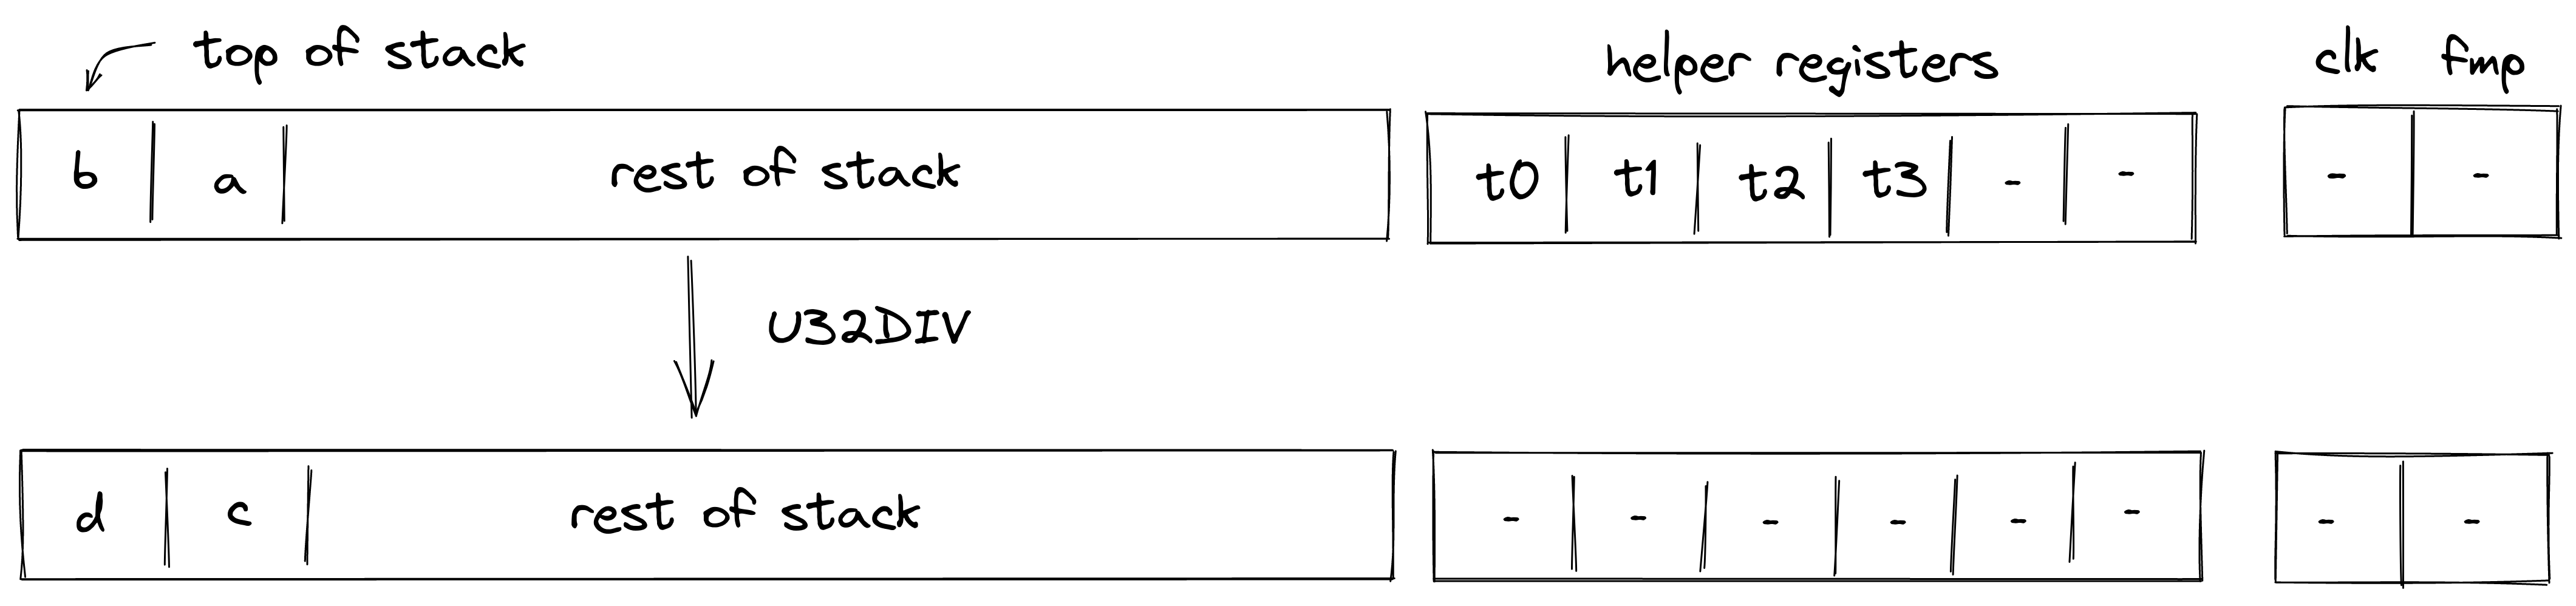 top of stack
helper registers
clk fmp
b a rest of stack t0 t1 t2 t3 - - - -
U32DIV
d c rest of stack - - - - - - - -